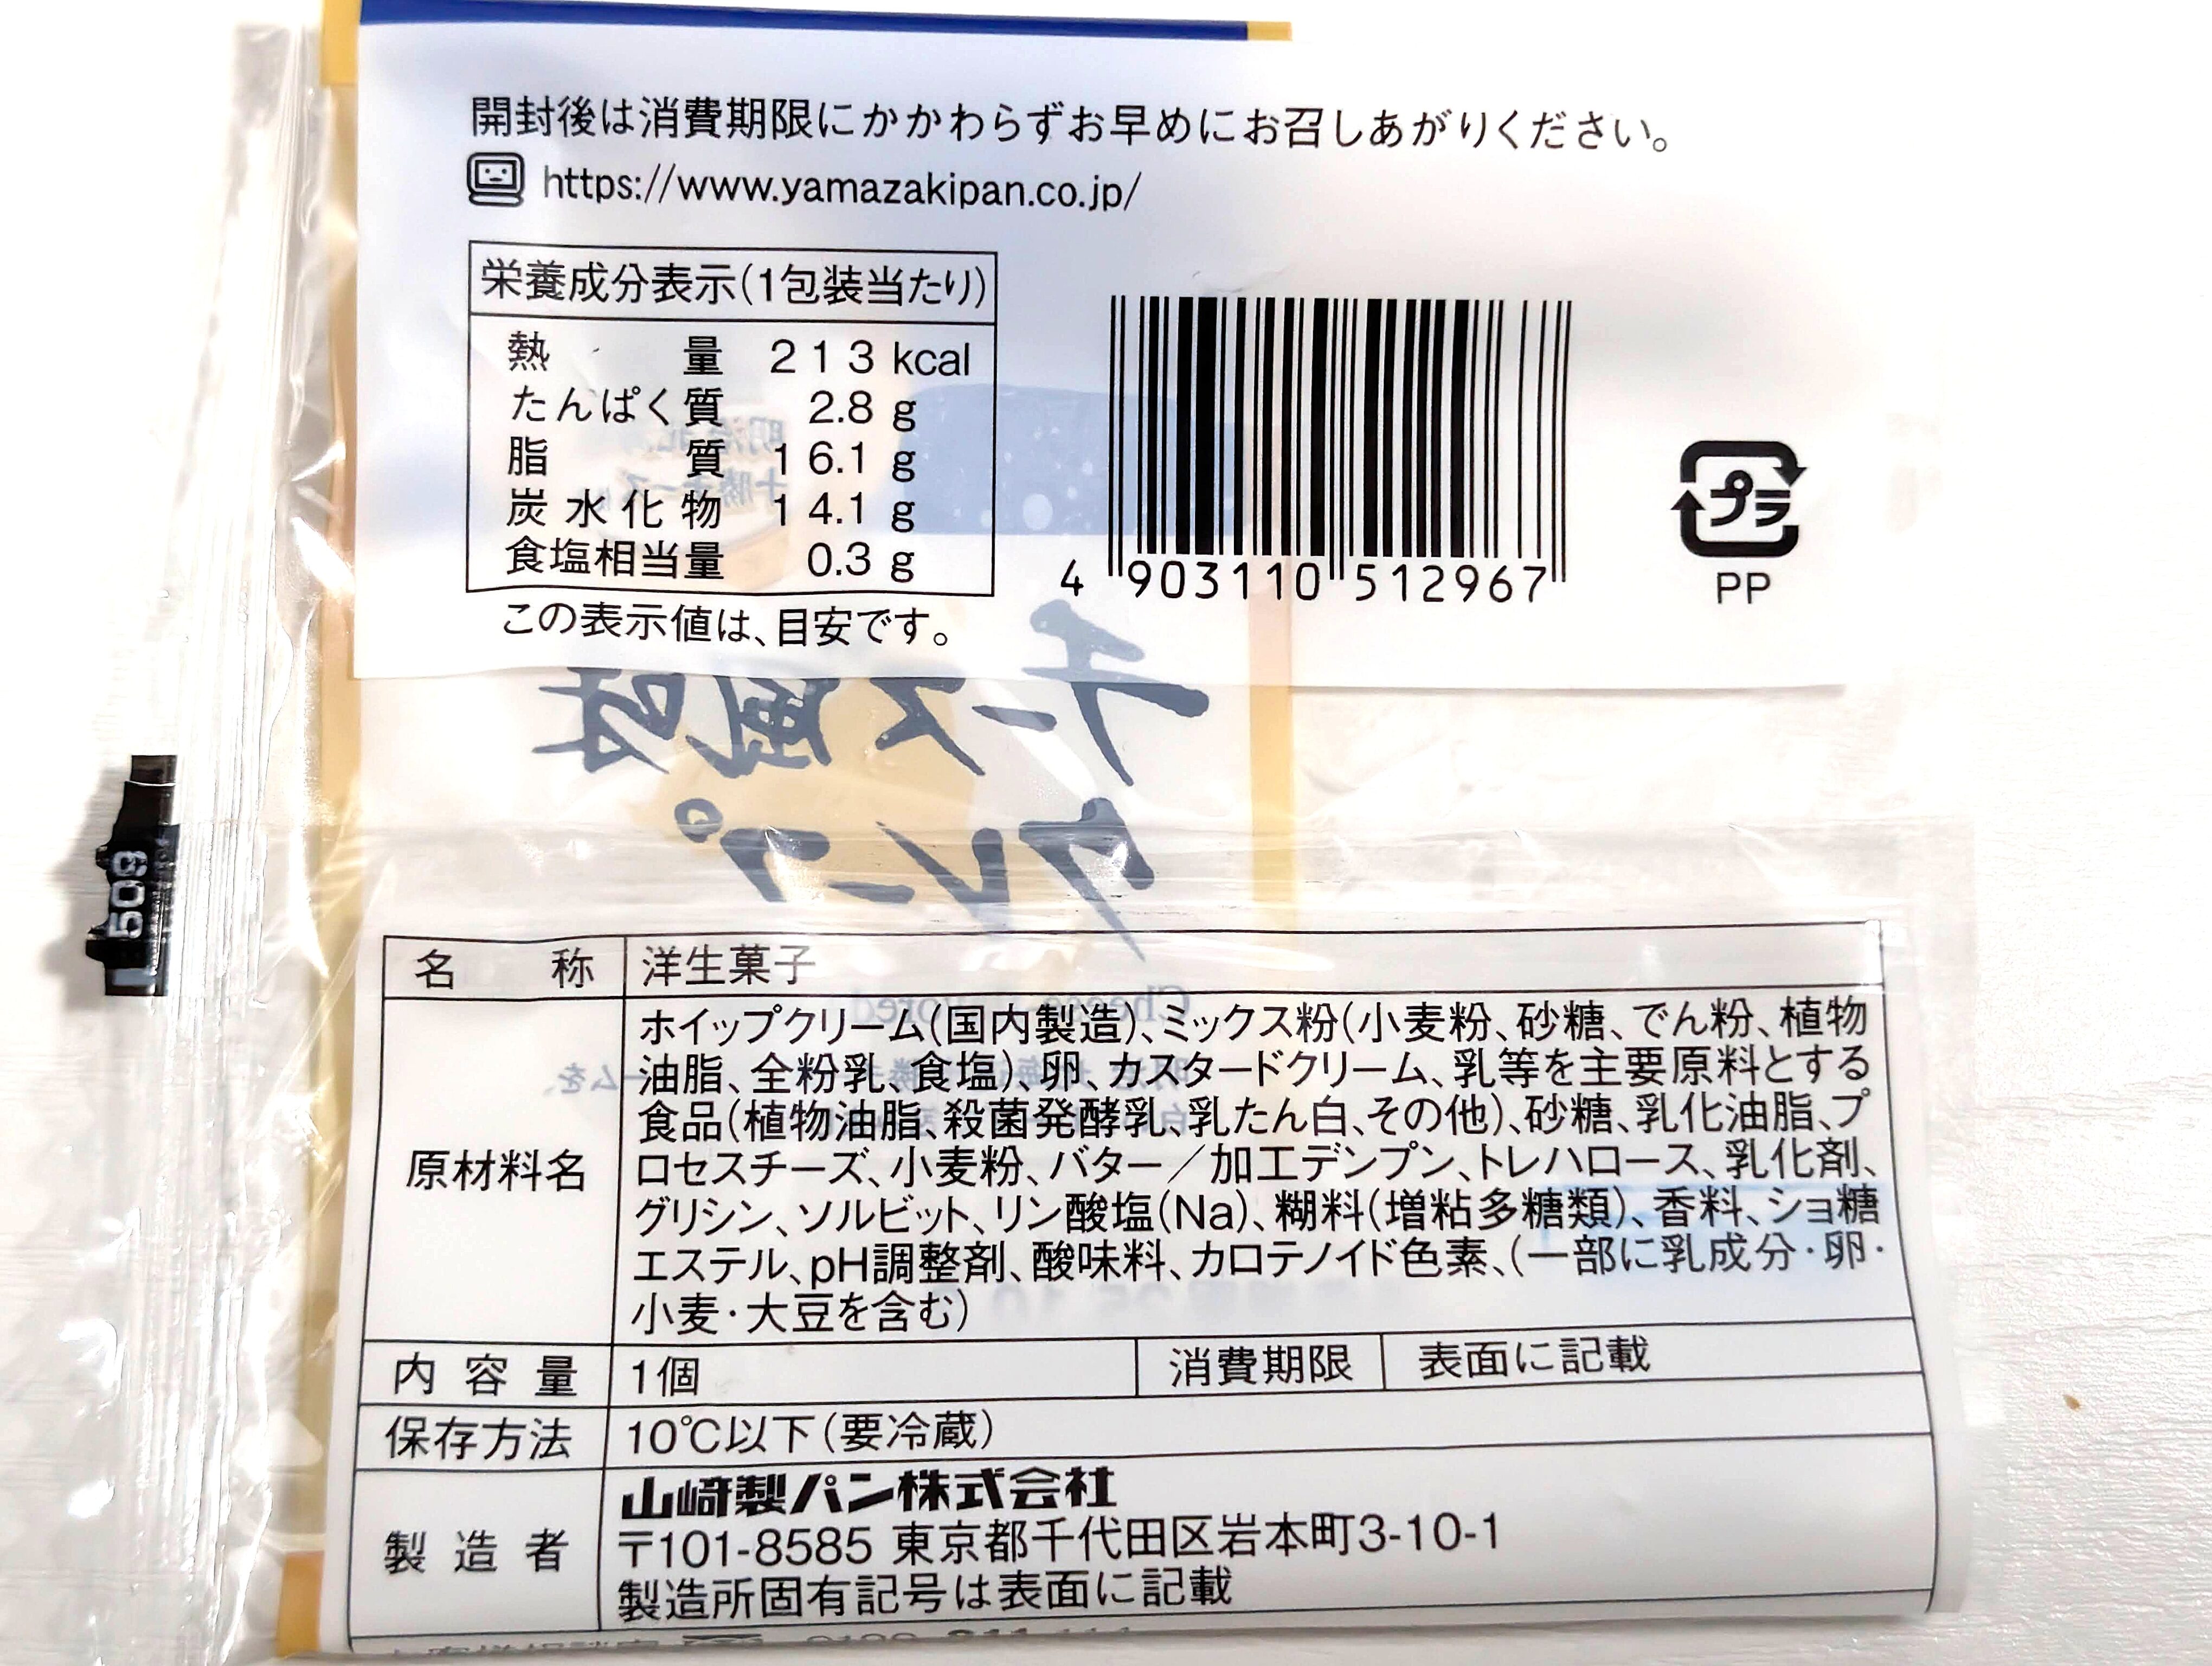 開封後は消費期限にかかわらずお早めにお召しあがりください。
https://www.yamazakipan.co.jp/
栄養成分表示(1包装当たり)
熱量 213 kcal
たんぱく質 2.8 g
脂質 16.1 g
炭水化物 14.1 g
食塩相当量 0.3 g
この表示値は、目安です。
4 903110 512967
プラ
PP
チーズ風味
クレープ
509
名称 洋生菓子
原材料名
ホイップクリーム(国内製造)、ミックス粉(小麦粉、砂糖、でん粉、植物
油脂、全粉乳、食塩)、卵、カスタードクリーム、乳等を主要原料とする
食品(植物油脂、殺菌発酵乳、乳たん白、その他)、砂糖、乳化油脂、プ
ロセスチーズ、小麦粉、バター/加工デンプン、トレハロース、乳化剤、
グリシン、ソルビット、リン酸塩(Na)、糊料(増粘多糖類)、香料、ショ糖
エステル、pH調整剤、酸味料、カロテノイド色素、(一部に乳成分・卵・
小麦・大豆を含む)
内容量 1個 消費期限 表面に記載
保存方法 10℃以下(要冷蔵)
製造者
山崎製パン株式会社
〒101-8585 東京都千代田区岩本町3-10-1
製造所固有記号は表面に記載